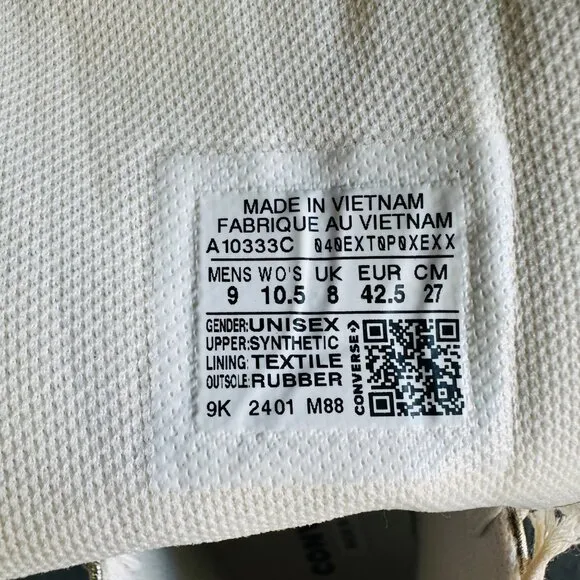 MADE IN VIETNAM
FABRIQUE AU VIETNAM
A10333C 040EXT0P0XEXX
MENS WO'S UK EUR CM
9 10.5 8 42.5 27
GENDER: UNISEX
UPPER: SYNTHETIC
LINING: TEXTILE
OUTSOLE: RUBBER
CONVERSE
9K 2401 M88